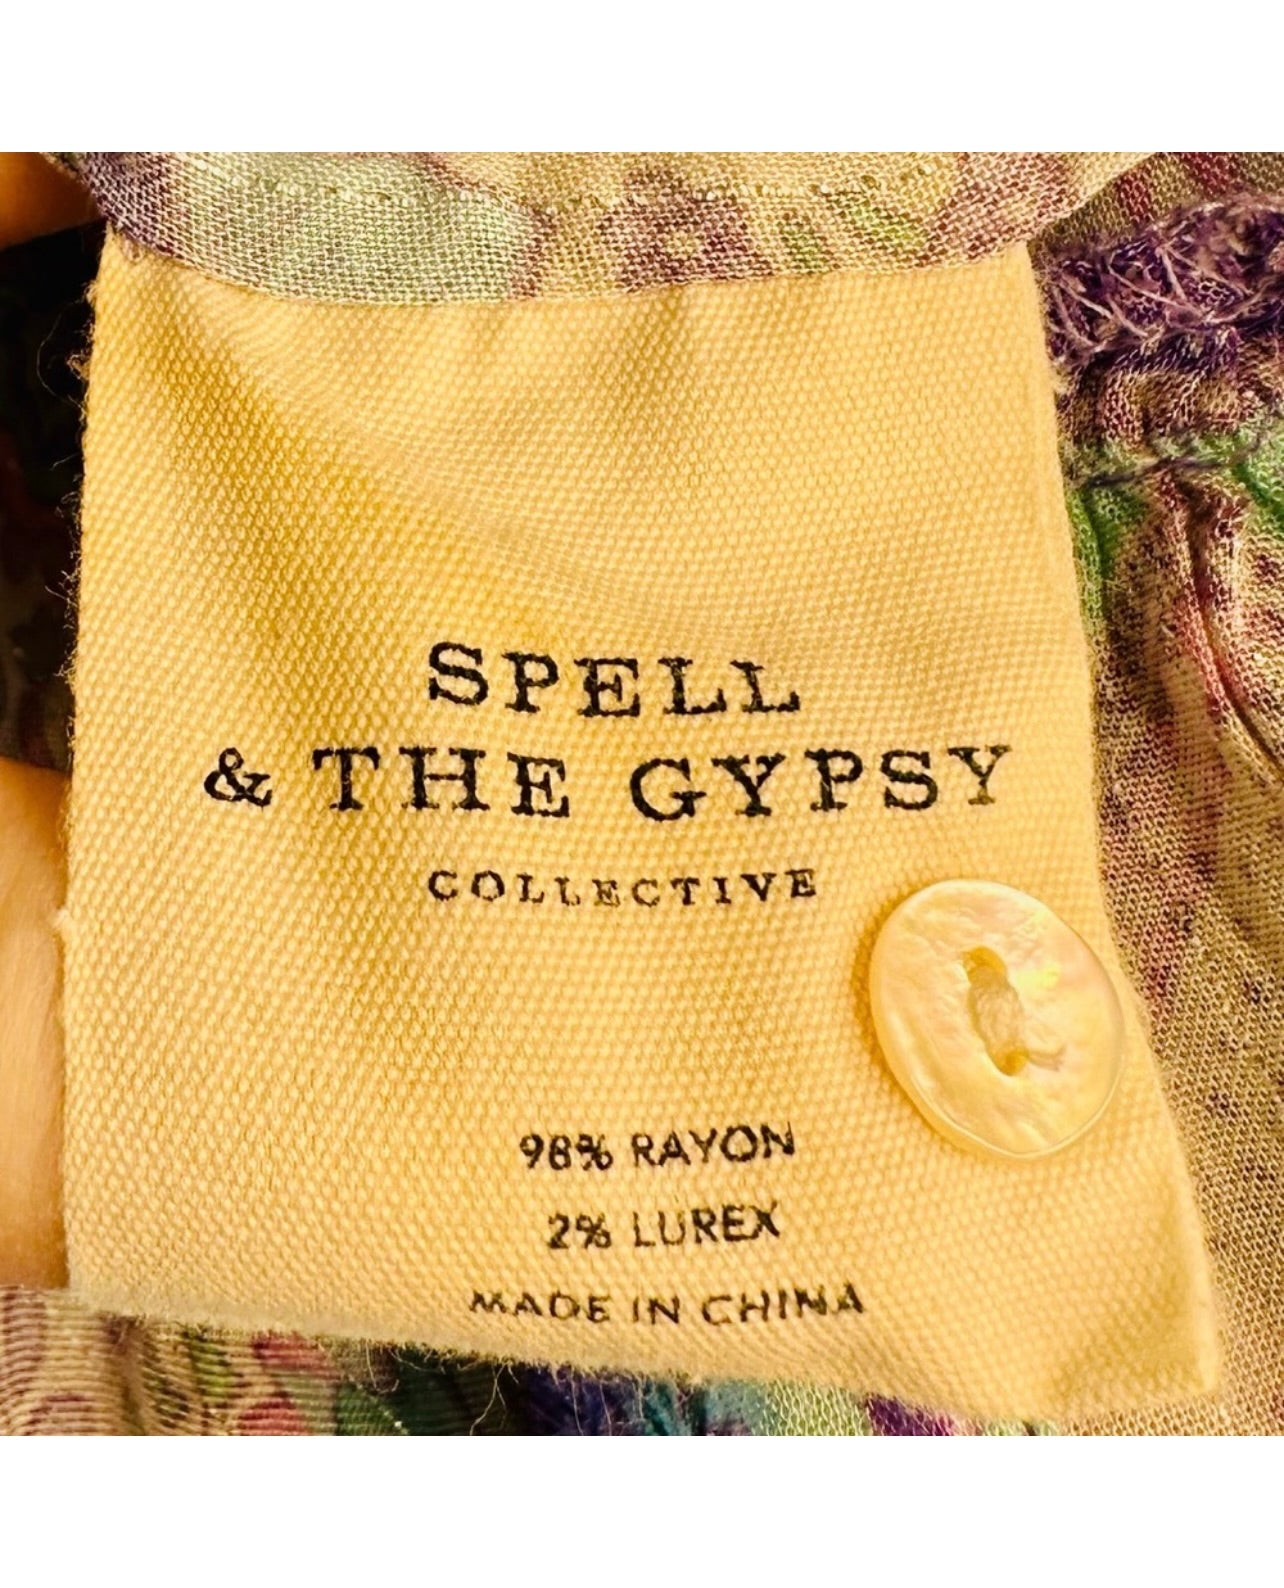 SPELL
& THE GYPSY
COLLECTIVE
98% RAYON
2% LUREX
MADE IN CHINA